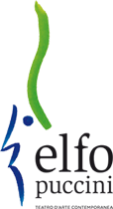 elfo
puccini
TEATRO D'ARTE CONTEMPORANEA